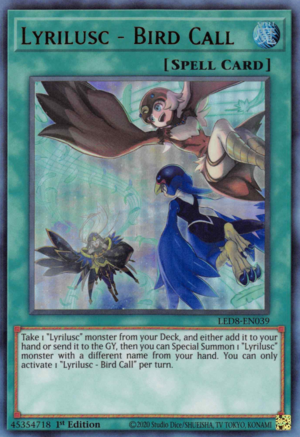 Lyrilusc - Bird Call
[Spell Card]
LED8-EN039
Take 1 "Lyrilusc" monster from your Deck, and either add it to your
hand or send it to the GY, then you can Special Summon 1 "Lyrilusc"
monster with a different name from your hand. You can only
activate 1 "Lyrilusc - Bird Call" per turn.
45354718 1st Edition ©2020 Studio Dice/SHUEISHA, TV TOKYO, KONAMI